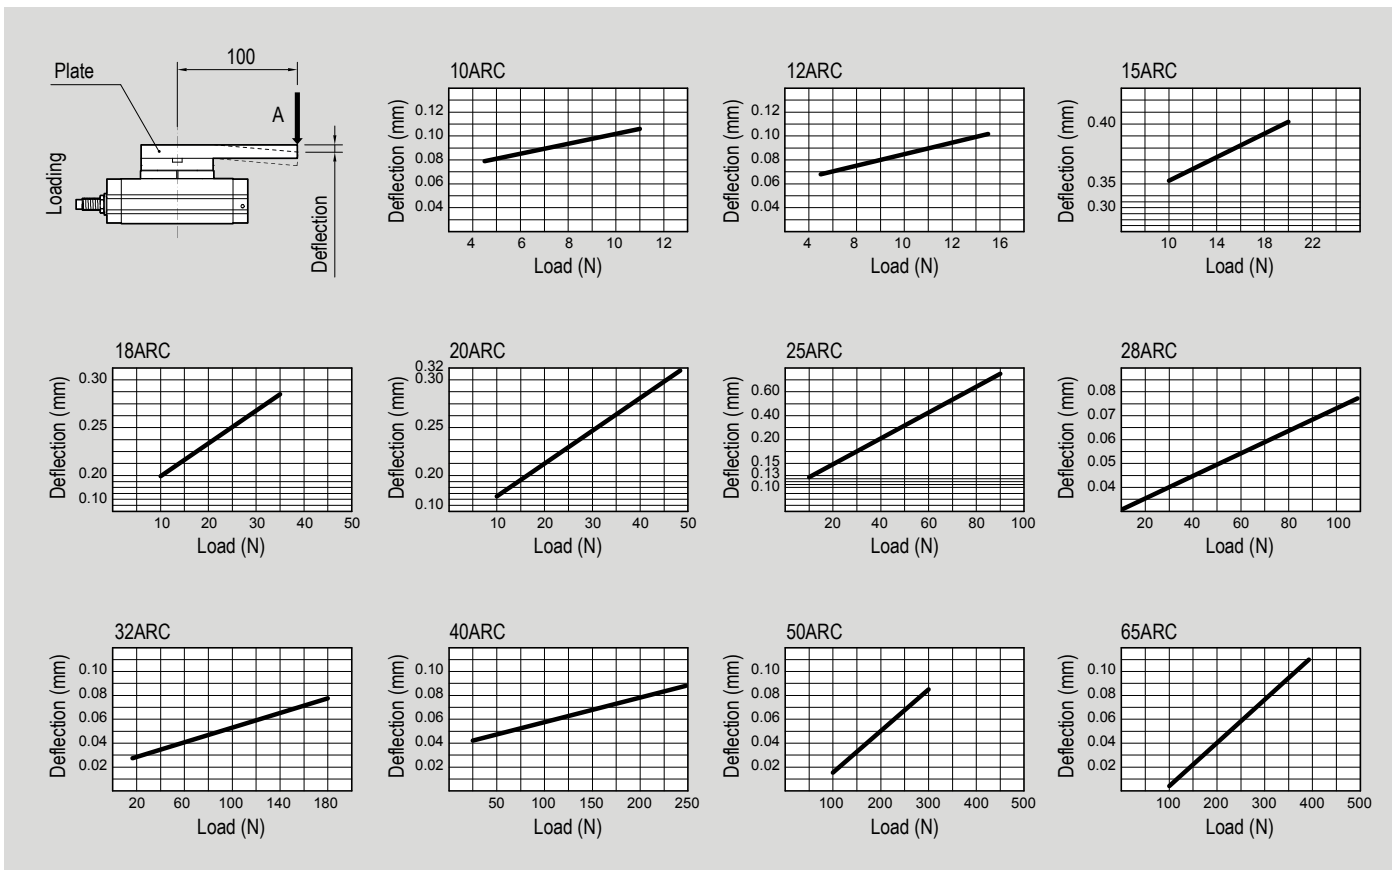 100
Plate
A
Loading
Deflection
10ARC
Deflection (mm)
0.12
0.10
0.08
0.06
0.04
4 6 8 10 12
Load (N)
12ARC
Deflection (mm)
0.12
0.10
0.08
0.06
0.04
4 8 10 12 16
Load (N)
15ARC
Deflection (mm)
0.40
0.35
0.30
10 14 18 22
Load (N)
18ARC
Deflection (mm)
0.30
0.25
0.20
0.10
10 20 30 40 50
Load (N)
20ARC
Deflection (mm)
0.32
0.30
0.25
0.20
0.10
10 20 30 40 50
Load (N)
25ARC
Deflection (mm)
0.60
0.40
0.20
0.15
0.13
0.10
20 40 60 80 100
Load (N)
28ARC
Deflection (mm)
0.08
0.07
0.06
0.05
0.04
20 40 60 80 100
Load (N)
32ARC
Deflection (mm)
0.10
0.08
0.06
0.04
0.02
20 60 100 140 180
Load (N)
40ARC
Deflection (mm)
0.10
0.08
0.06
0.04
0.02
50 100 150 200 250
Load (N)
50ARC
Deflection (mm)
0.10
0.08
0.06
0.04
0.02
100 200 300 400 500
Load (N)
65ARC
Deflection (mm)
0.10
0.08
0.06
0.04
0.02
100 200 300 400 500
Load (N)